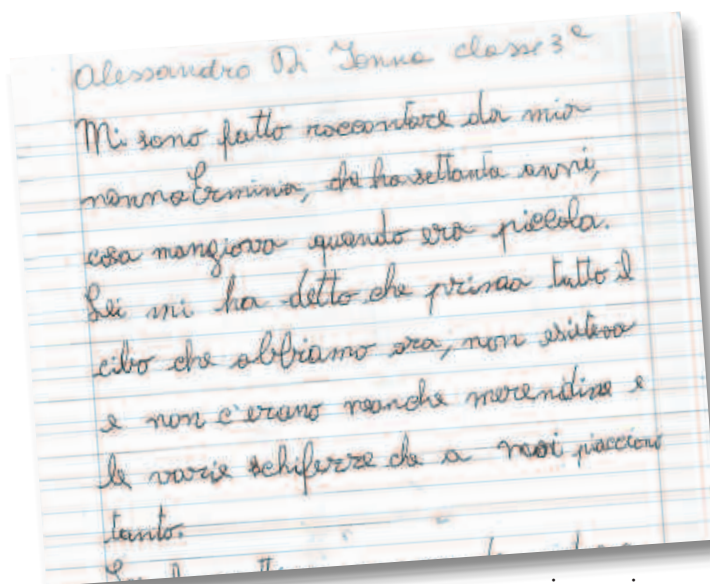 Alessandro Di Ienno classe 3ª
Mi sono fatto raccontare da mia
nonna Erminia, che ha settanta anni,
cosa mangiava quando era piccola.
Lei mi ha detto che prima tutto il
cibo che abbiamo ora, non esisteva
e non c'erano neanche merendine e
le varie schifezze che a noi piacciono
tanto.